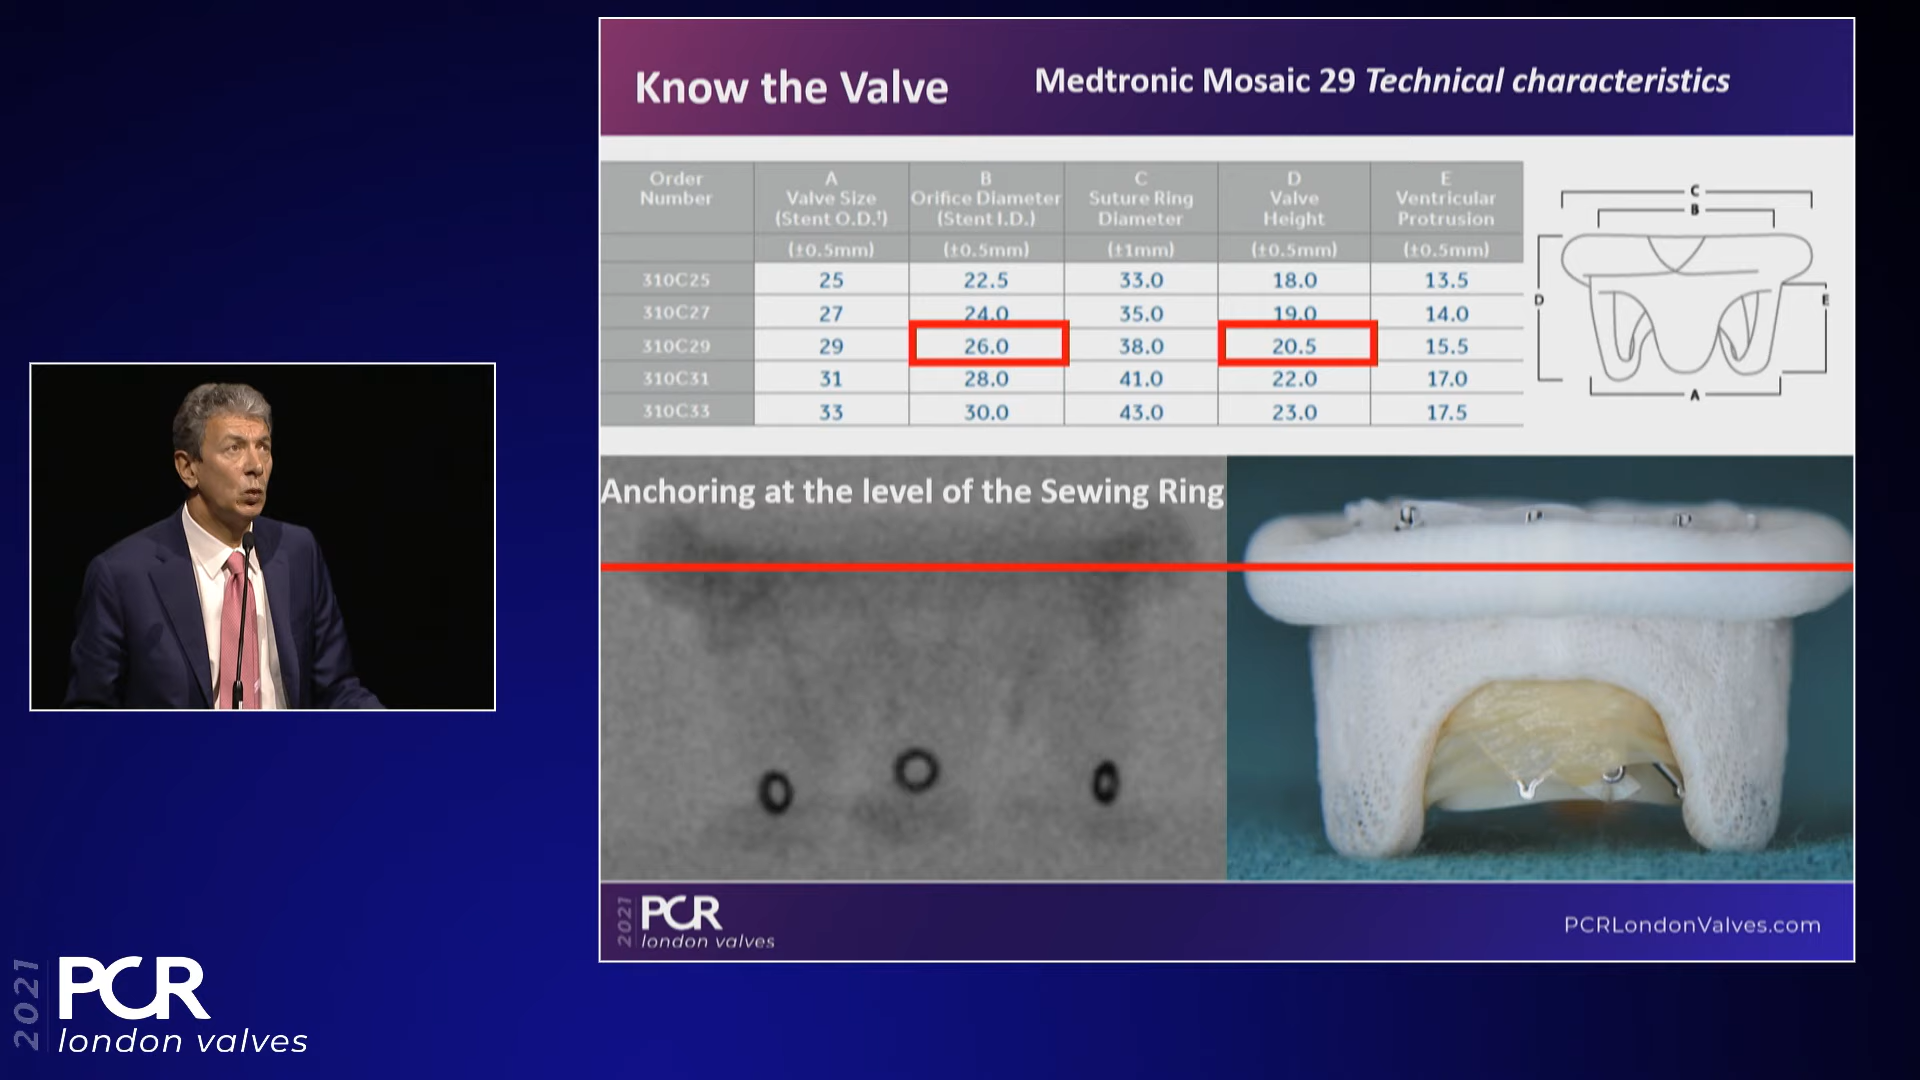 Know the Valve
Medtronic Mosaic 29 Technical characteristics
Order Number
A Valve Size (Stent O.D.†)
B Orifice Diameter (Stent I.D.)
C Suture Ring Diameter
D Valve Height
E Ventricular Protrusion
(±0.5mm) (±0.5mm) (±1mm) (±0.5mm) (±0.5mm)
310C25 25 22.5 33.0 18.0 13.5
310C27 27 24.0 35.0 19.0 14.0
310C29 29 26.0 38.0 20.5 15.5
310C31 31 28.0 41.0 22.0 17.0
310C33 33 30.0 43.0 23.0 17.5
C
B
D
E
A
Anchoring at the level of the Sewing Ring
2021 PCR
london valves
PCRLondonValves.com
2021 PCR
london valves